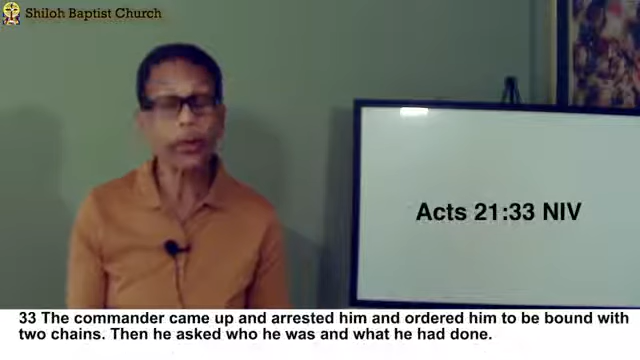 Shiloh Baptist Church
Acts 21:33 NIV
33 The commander came up and arrested him and ordered him to be bound with
two chains. Then he asked who he was and what he had done.